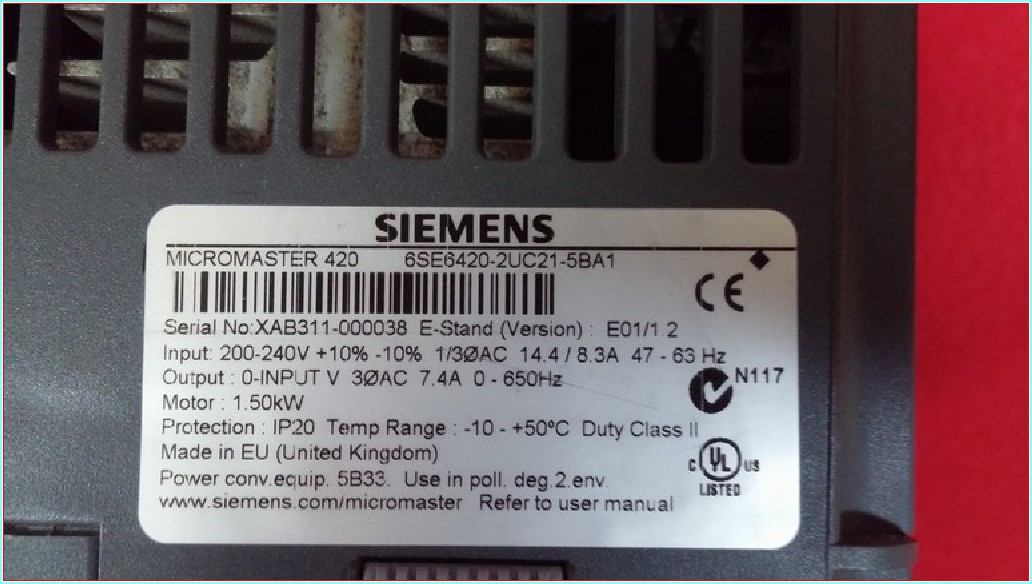 SIEMENS
MICROMASTER 420 6SE6420-2UC21-5BA1
CE
Serial No:XAB311-000038 E-Stand (Version) : E01/1.2
Input: 200-240V +10% -10% 1/3ØAC 14.4 / 8.3A 47 - 63 Hz
Output : 0-INPUT V 3ØAC 7.4A 0 - 650Hz
N117
Motor : 1.50kW
Protection : IP20 Temp Range : -10 - +50ºC Duty Class II
Made in EU (United Kingdom)
C UL US
LISTED
Power conv.equip. 5B33. Use in poll. deg.2.env.
www.siemens.com/micromaster Refer to user manual